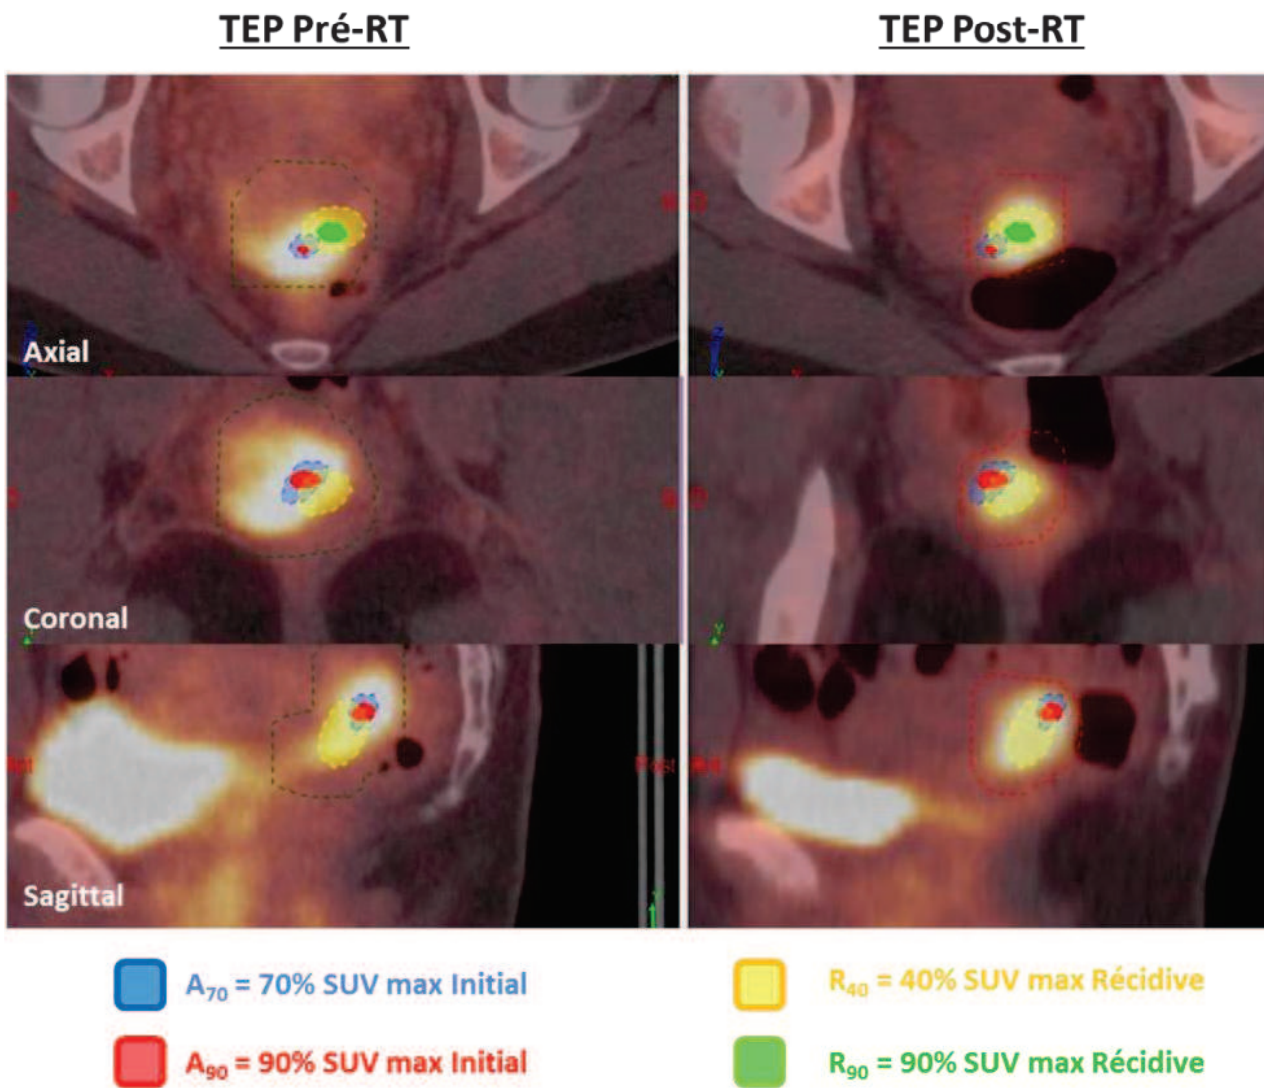 TEP Pré-RT
TEP Post-RT
Axial
Coronal
Sagittal
A70 = 70% SUV max Initial
R40 = 40% SUV max Récidive
A90 = 90% SUV max Initial
R90 = 90% SUV max Récidive